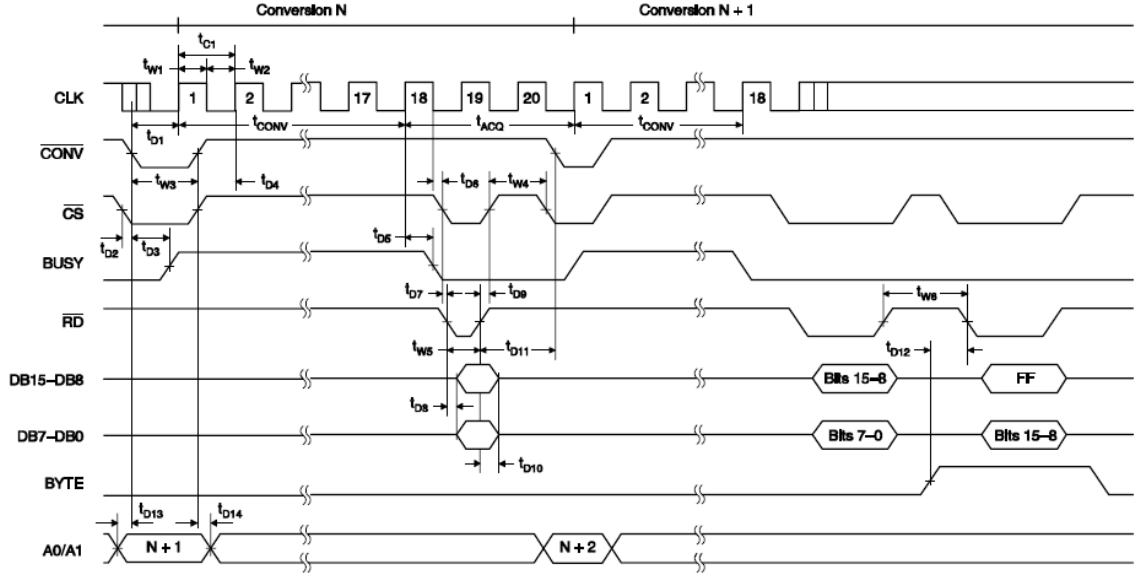 Conversion N Conversion N + 1
tC1
tW1 tW2
CLK 1 2 17 18 19 20 1 2 18
tD1 tCONV tACQ tCONV
CONV
tW3 tD4 tD6 tW4
CS
tD2 tD3 tD5
BUSY
tD7 tD9 tW6
RD
tW5 tD11 tD12
DB15–DB8 Bits 15–8 FF
tD8
DB7–DB0 Bits 7–0 Bits 15–8
tD10
BYTE
tD13 tD14
A0/A1 N + 1 N + 2